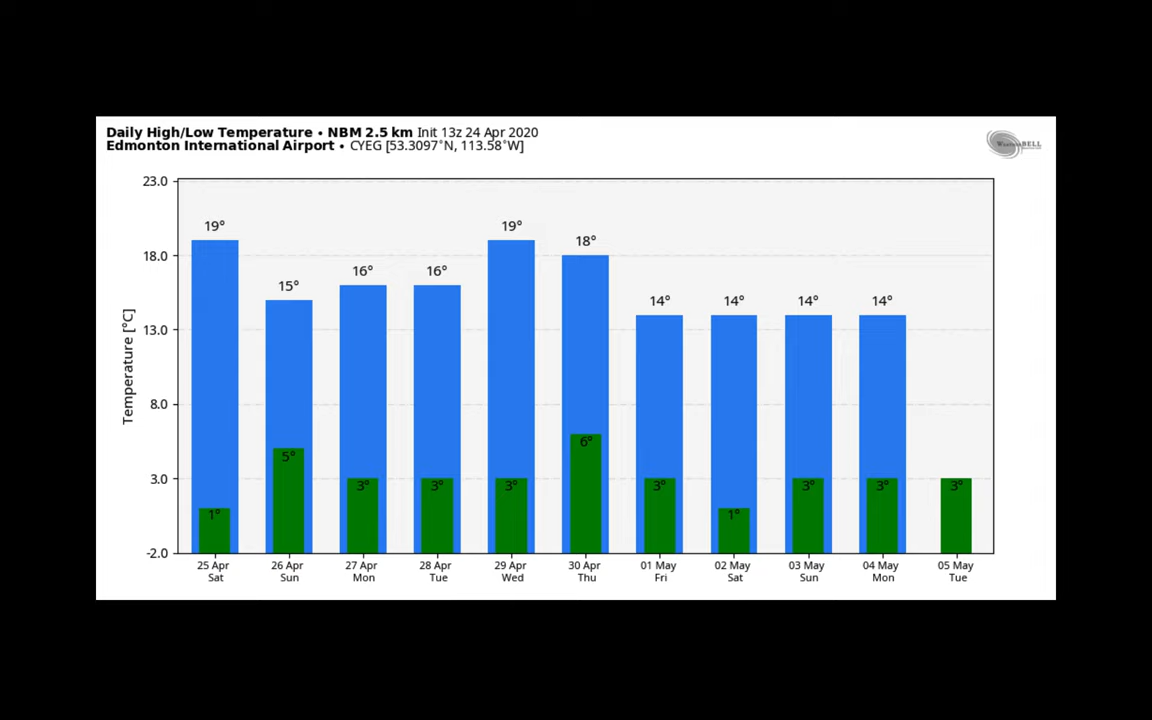 Daily High/Low Temperature • NBM 2.5 km Init 13z 24 Apr 2020
Edmonton International Airport • CYEG [53.3097°N, 113.58°W]
WeatherBELL
23.0
18.0
13.0
8.0
3.0
-2.0
Temperature [°C]
19° 15° 16° 16° 19° 18° 14° 14° 14° 14°
1° 5° 3° 3° 3° 6° 3° 1° 3° 3° 3°
25 Apr 26 Apr 27 Apr 28 Apr 29 Apr 30 Apr 01 May 02 May 03 May 04 May 05 May
Sat Sun Mon Tue Wed Thu Fri Sat Sun Mon Tue